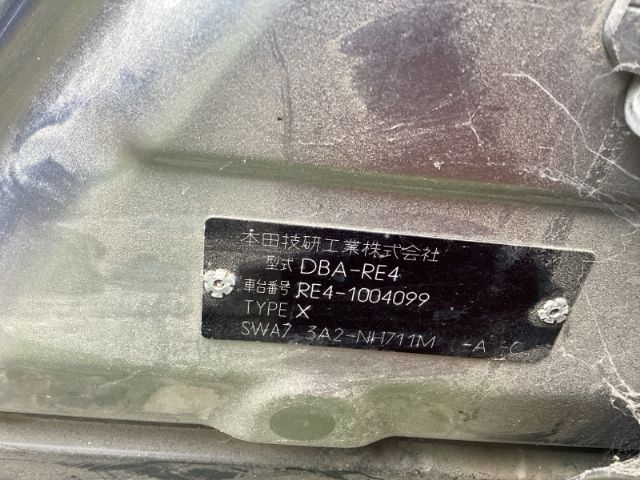 本田技研工業株式会社
型式 DBA-RE4
車台番号 RE4-1004099
TYPE X
SWA7 3A2-NH711M -A -C